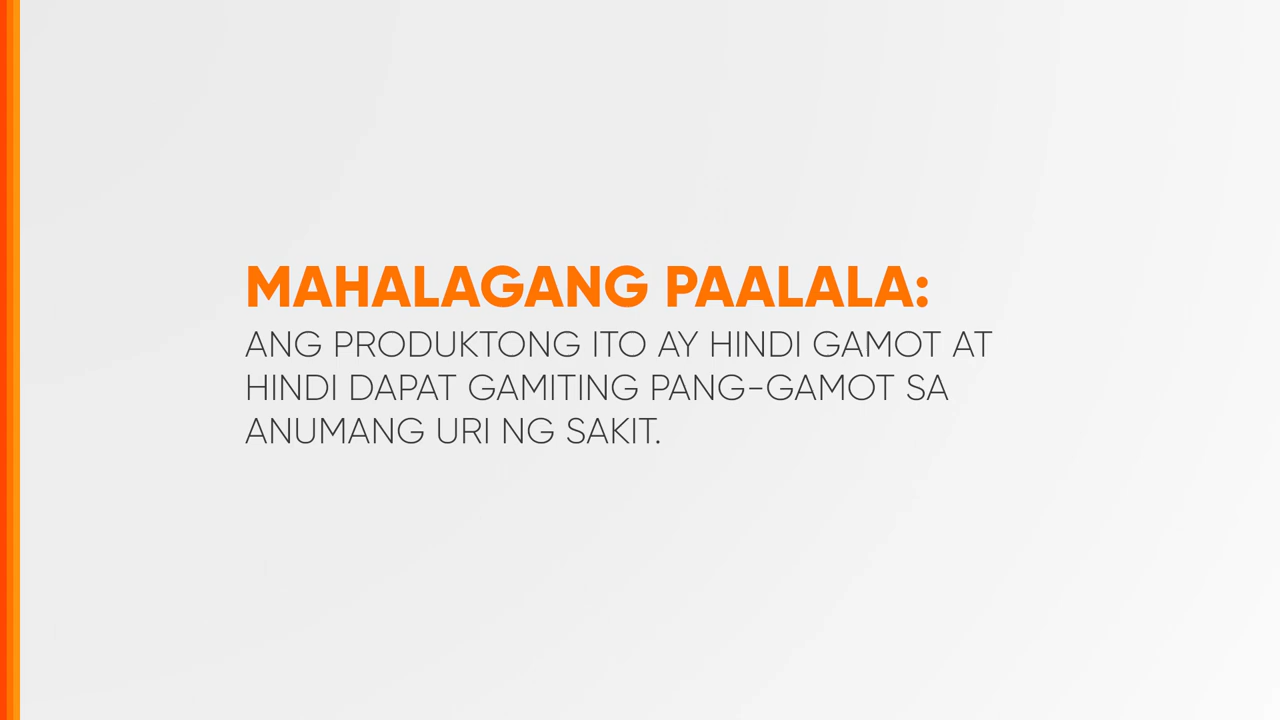 MAHALAGANG PAALALA:
ANG PRODUKTONG ITO AY HINDI GAMOT AT
HINDI DAPAT GAMITING PANG-GAMOT SA
ANUMANG URI NG SAKIT.